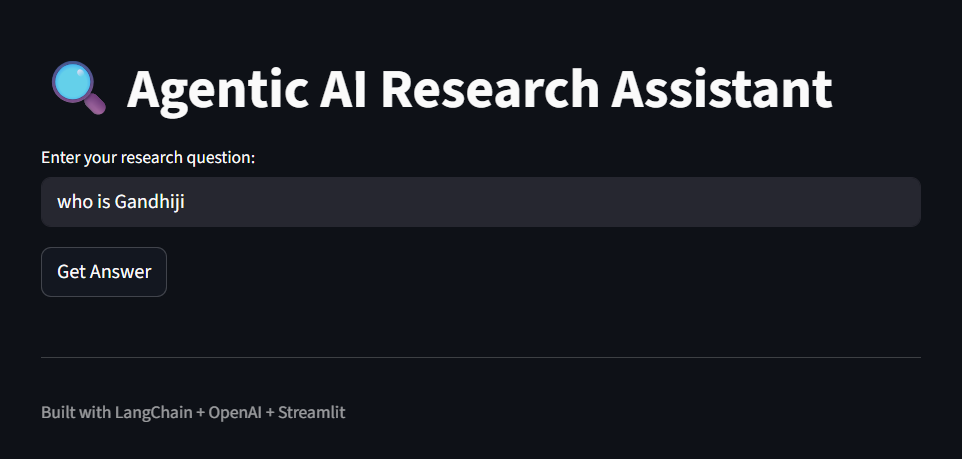 Agentic AI Research Assistant
Enter your research question:
who is Gandhiji
Get Answer
Built with LangChain + OpenAI + Streamlit